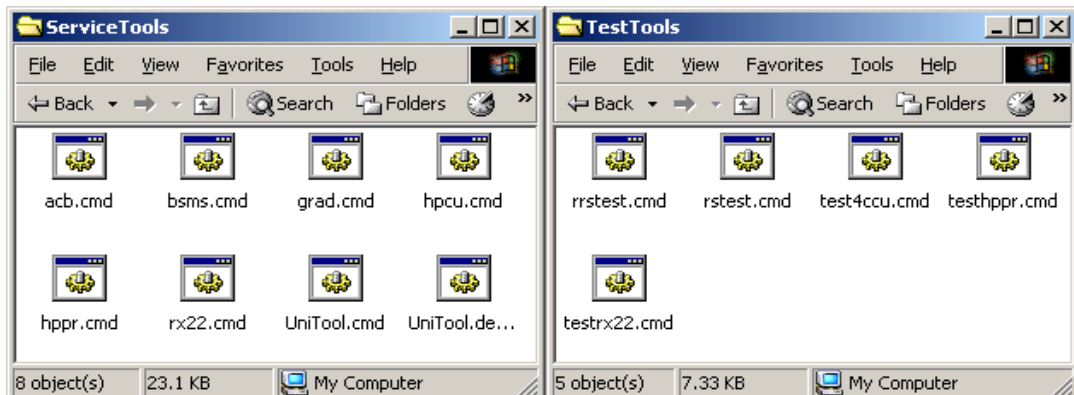 ServiceTools
File Edit View Favorites Tools Help
Back Search Folders »
acb.cmd bsms.cmd grad.cmd hpcu.cmd
hppr.cmd rx22.cmd UniTool.cmd UniTool.de...
8 object(s) 23.1 KB My Computer
TestTools
File Edit View Favorites Tools Help
Back Search Folders »
rrstest.cmd rstest.cmd test4ccu.cmd testhppr.cmd
testrx22.cmd
5 object(s) 7.33 KB My Computer